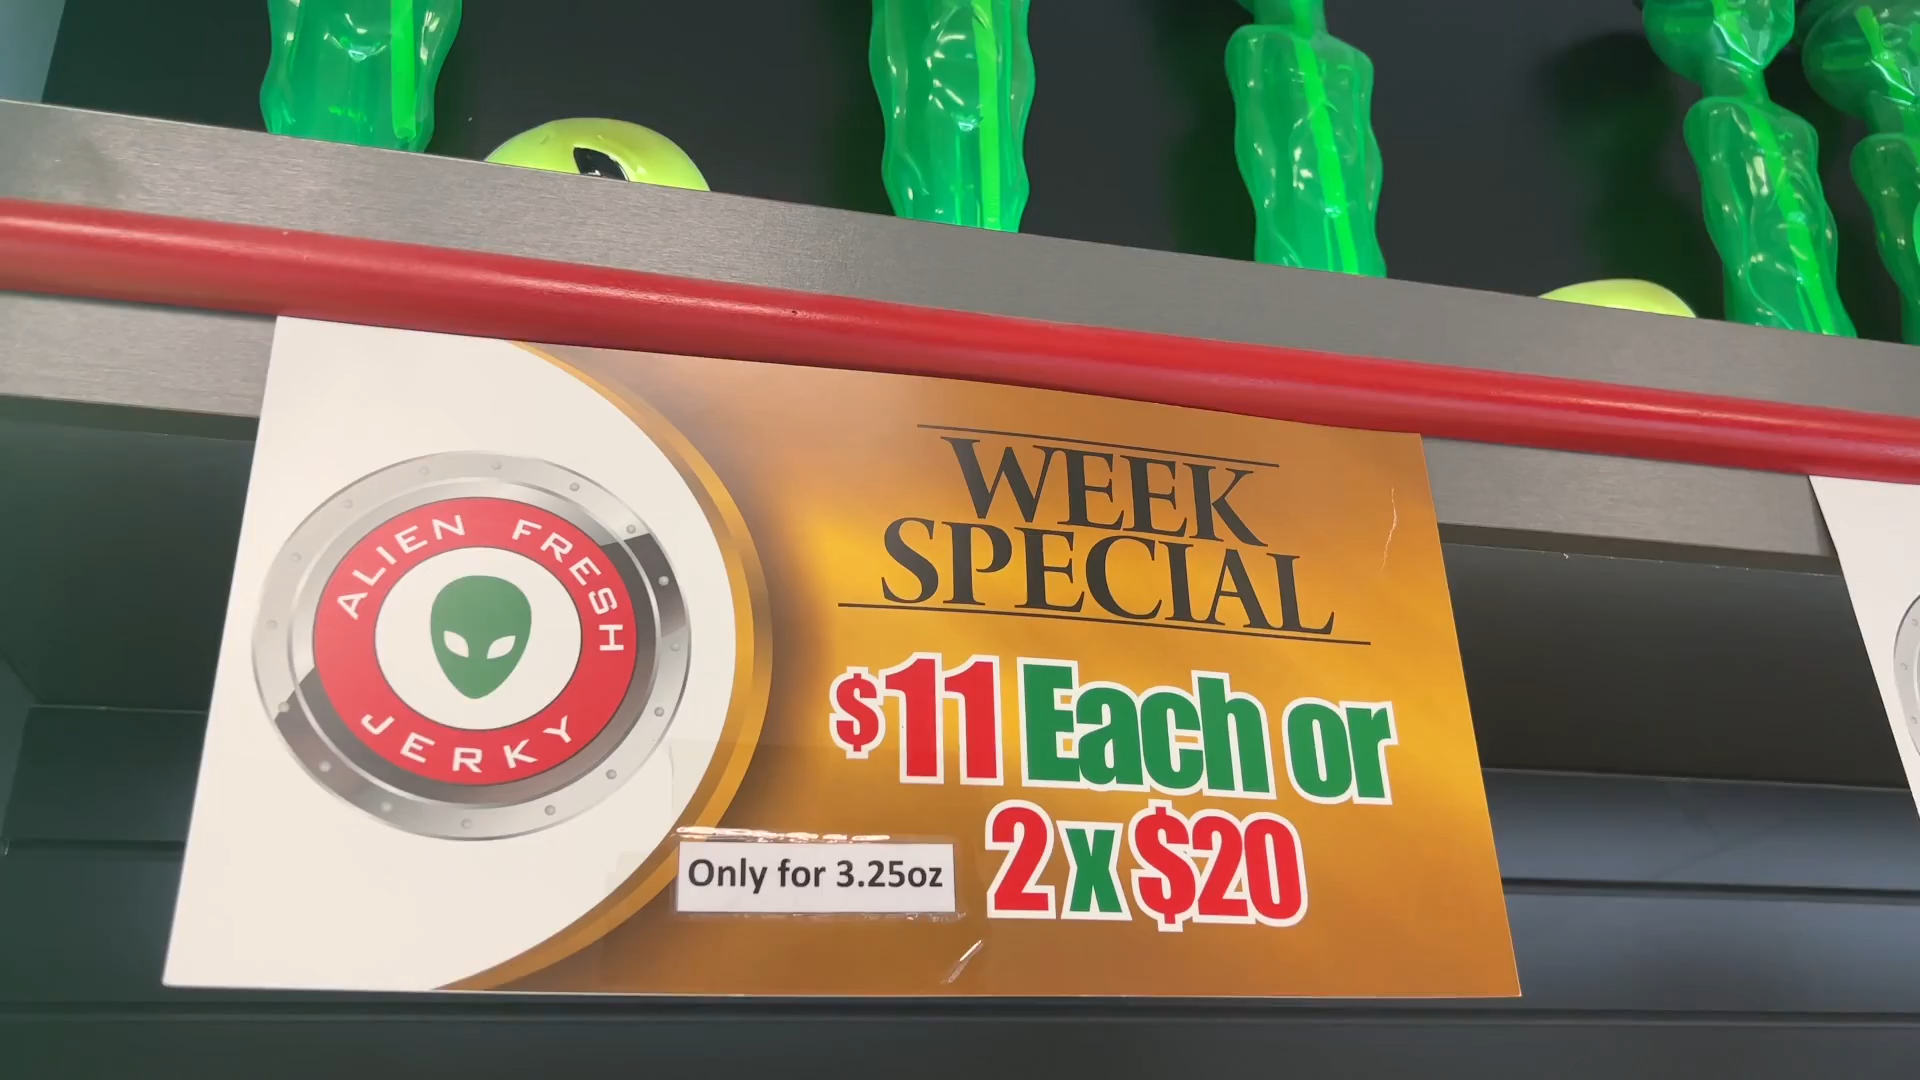 ALIEN FRESH
JERKY
WEEK
SPECIAL
$11 Each or
2 x $20
Only for 3.25oz